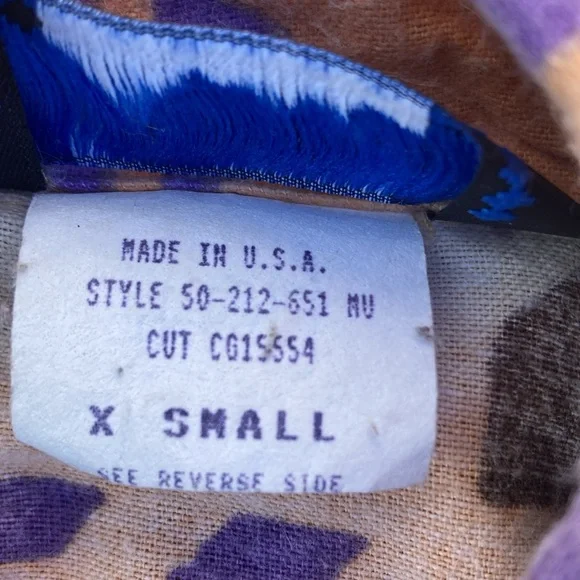 MADE IN U.S.A.
STYLE 50-212-651 MU
CUT CG15554
X SMALL
SEE REVERSE SIDE